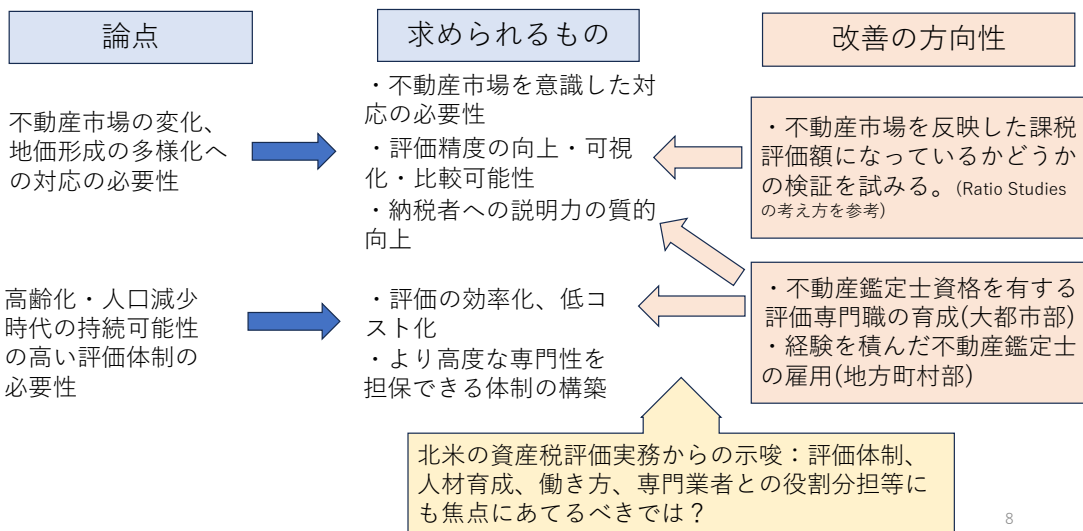 論点
不動産市場の変化、
地価形成の多様化へ
の対応の必要性
高齢化・人口減少
時代の持続可能性
の高い評価体制の
必要性
求められるもの
・不動産市場を意識した対
応の必要性
・評価精度の向上・可視
化・比較可能性
・納税者への説明力の質的
向上
・評価の効率化、低コ
スト化
・より高度な専門性を
担保できる体制の構築
改善の方向性
・不動産市場を反映した課税
評価額になっているかどうか
の検証を試みる。(Ratio Studies
の考え方を参考)
・不動産鑑定士資格を有する
評価専門職の育成(大都市部)
・経験を積んだ不動産鑑定士
の雇用(地方町村部)
北米の資産税評価実務からの示唆：評価体制、
人材育成、働き方、専門業者との役割分担等に
も焦点にあてるべきでは？
8